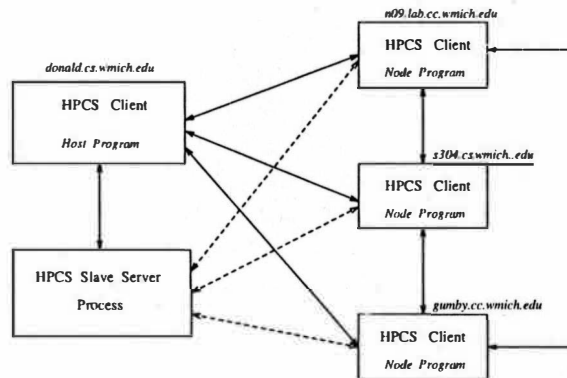 n09.lab.cc.wmich.edu
HPCS Client
Node Program
donald.cs.wmich.edu
HPCS Client
Host Program
s304.cs.wmich..edu
HPCS Client
Node Program
HPCS Slave Server
Process
gumby.cc.wmich.edu
HPCS Client
Node Program